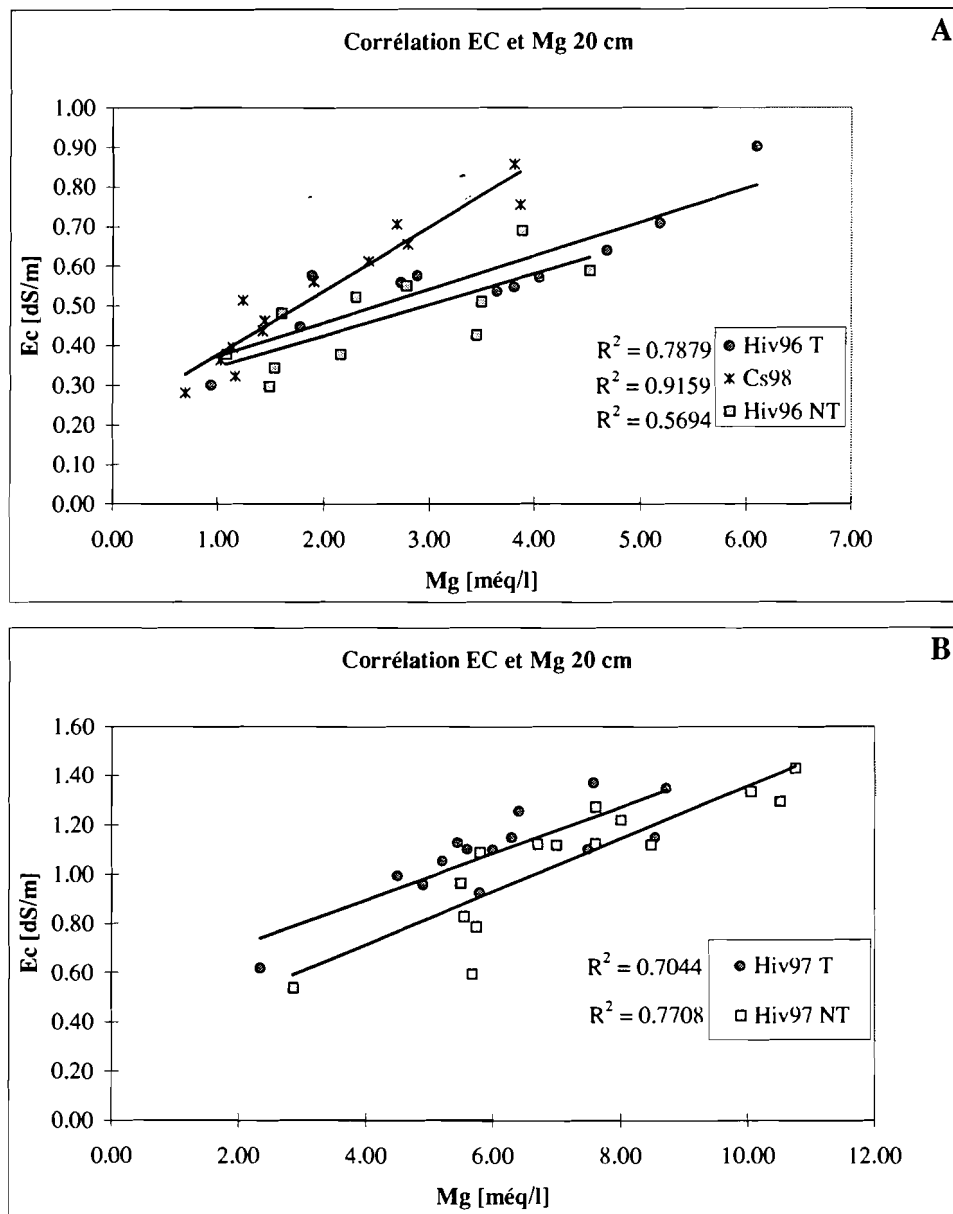 A
Corrélation EC et Mg 20 cm
1.00
0.90
0.80
0.70
0.60
0.50
0.40
0.30
0.20
0.10
0.00
Ec [dS/m]
R² = 0.7879 Hiv96 T
R² = 0.9159 Cs98
R² = 0.5694 Hiv96 NT
0.00 1.00 2.00 3.00 4.00 5.00 6.00 7.00
Mg [méq/l]
B
Corrélation EC et Mg 20 cm
1.60
1.40
1.20
1.00
0.80
0.60
0.40
0.20
0.00
Ec [dS/m]
R² = 0.7044 Hiv97 T
R² = 0.7708 Hiv97 NT
0.00 2.00 4.00 6.00 8.00 10.00 12.00
Mg [méq/l]